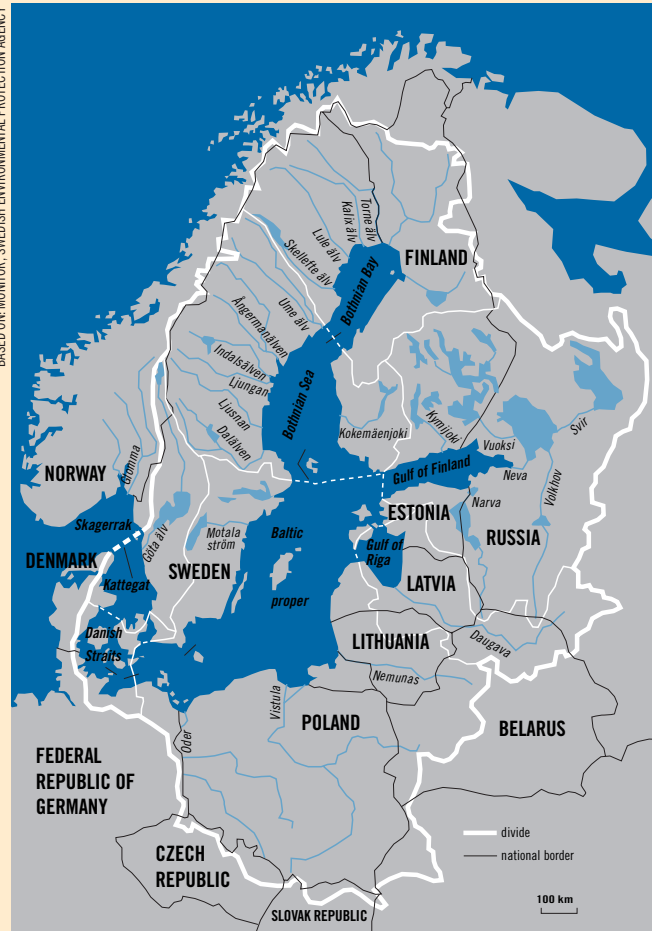 BASED ON: MONITOR, SWEDISH ENVIRONMENTAL PROTECTION AGENCY
Torne älv
Kalix älv
Lule älv
Skellefte älv
FINLAND
Bothnian Bay
Ume älv
Ångermanälven
Indalsälven
Ljungan
Bothnian Sea
Ljusnan
Dalälven
Kokemäenjoki
Kymijoki
Vuoksi
Svir
NORWAY
Glomma
Gulf of Finland
Neva
Volkhov
Skagerrak
ESTONIA
Narva
RUSSIA
Göta älv
Motala
ström
Baltic
DENMARK
SWEDEN
Gulf of
Riga
Kattegat
LATVIA
proper
Danish
Straits
LITHUANIA
Daugava
Nemunas
Vistula
POLAND
BELARUS
Oder
FEDERAL
REPUBLIC OF
GERMANY
divide
national border
CZECH
REPUBLIC
100 km
SLOVAK REPUBLIC